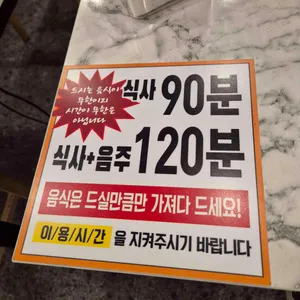 드시는 음식이
무한이지
시간이 무한은
아닙니다
식사 90분
식사+음주 120분
음식은 드실만큼만 가져다 드세요!
이/용/시/간 을 지켜주시기 바랍니다